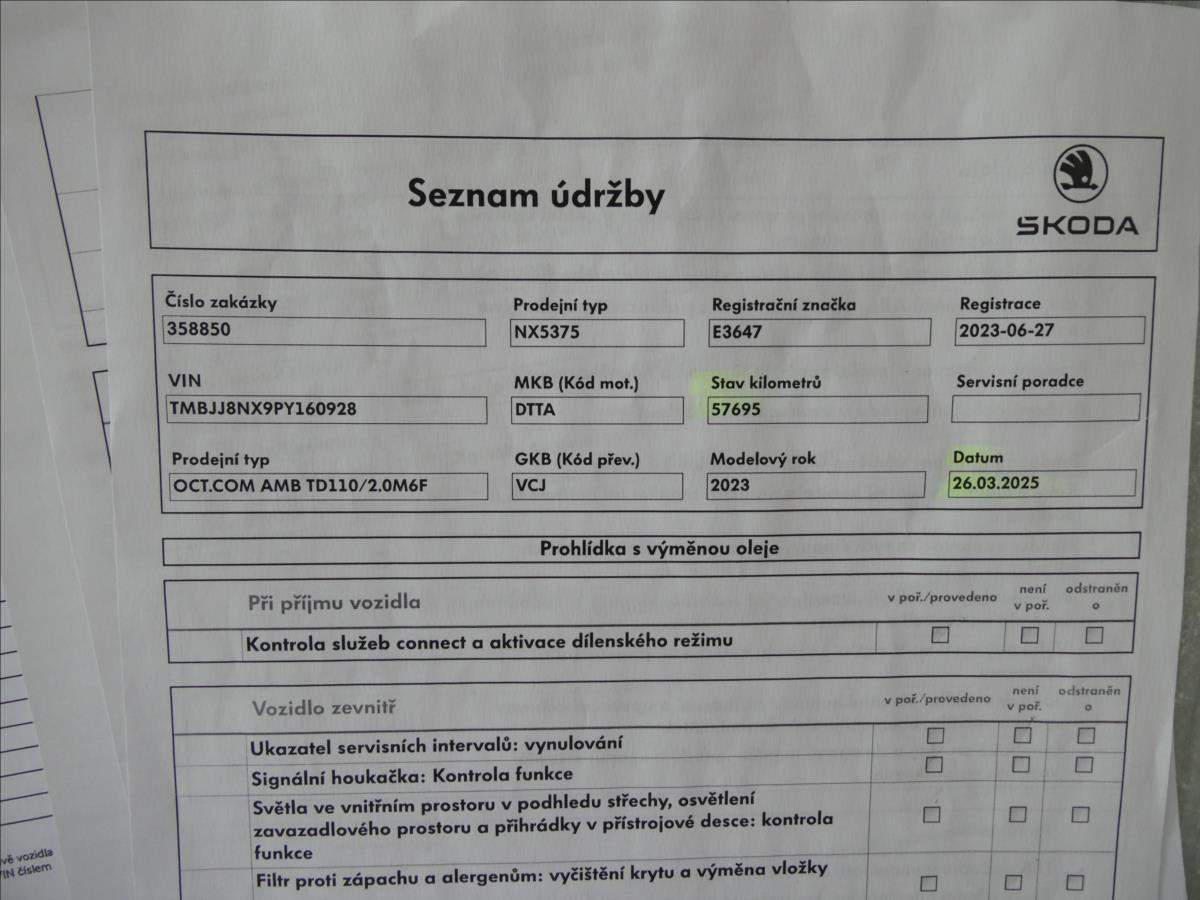 Seznam údržby
ŠKODA
Číslo zakázky
358850
Prodejní typ
NX5375
Registrační značka
E3647
Registrace
2023-06-27
VIN
TMBJJ8NX9PY160928
MKB (Kód mot.)
DTTA
Stav kilometrů
57695
Servisní poradce
Prodejní typ
OCT.COM AMB TD110/2.0M6F
GKB (Kód přev.)
VCJ
Modelový rok
2023
Datum
26.03.2025
Prohlídka s výměnou oleje
Při příjmu vozidla
v poř./provedeno
není
v poř.
odstraněn
o
Kontrola služeb connect a aktivace dílenského režimu
Vozidlo zevnitř
v poř./provedeno
není
v poř.
odstraněn
o
Ukazatel servisních intervalů: vynulování
Signální houkačka: Kontrola funkce
Světla ve vnitřním prostoru v podhledu střechy, osvětlení
zavazadlového prostoru a přihrádky v přístrojové desce: kontrola
funkce
Filtr proti zápachu a alergenům: vyčištění krytu a výměna vložky
vě vozidla
VIN číslem